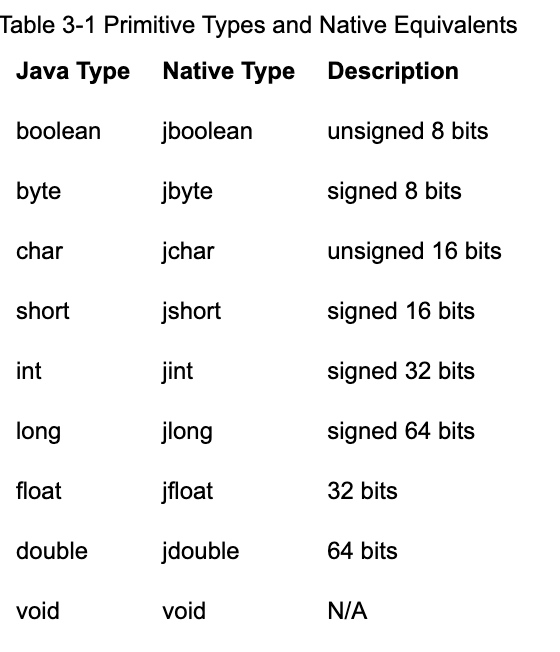 Table 3-1 Primitive Types and Native Equivalents
Java Type Native Type Description
boolean jboolean unsigned 8 bits
byte jbyte signed 8 bits
char jchar unsigned 16 bits
short jshort signed 16 bits
int jint signed 32 bits
long jlong signed 64 bits
float jfloat 32 bits
double jdouble 64 bits
void void N/A